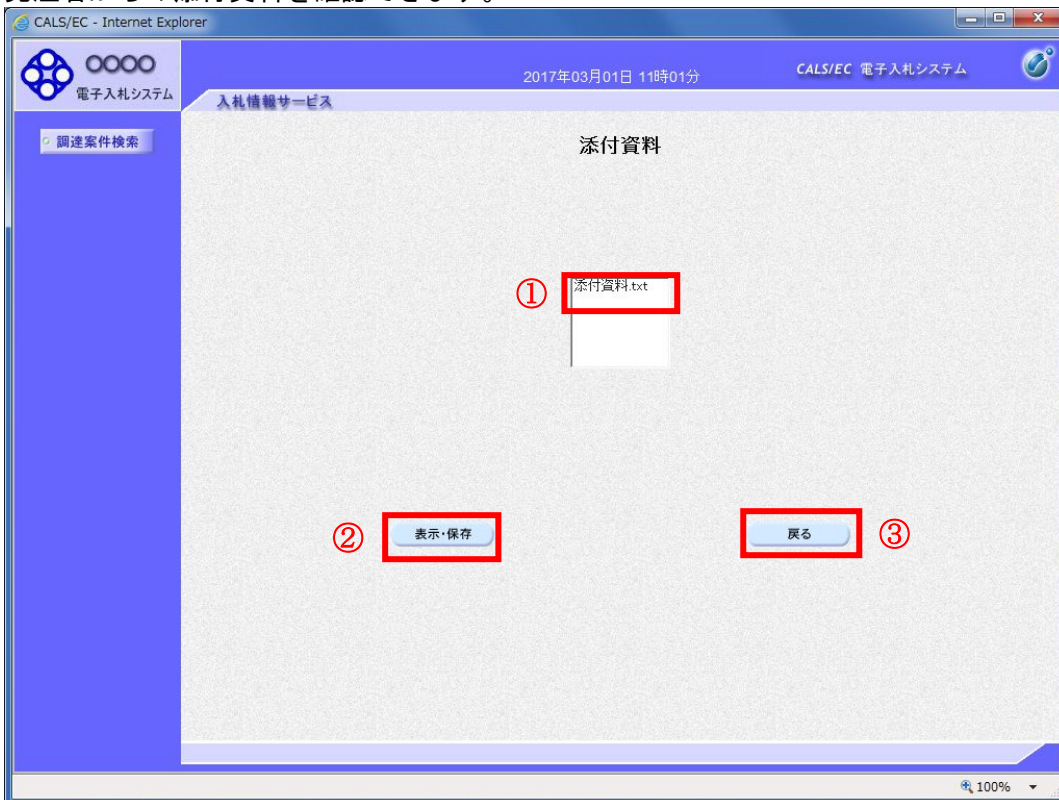 CALS/EC - Internet Explorer
OOOO
電子入札システム
2017年03月01日 11時01分
CALS/EC 電子入札システム
入札情報サービス
調達案件検索
添付資料
①
添付資料.txt
②
表示・保存
戻る
③
100%